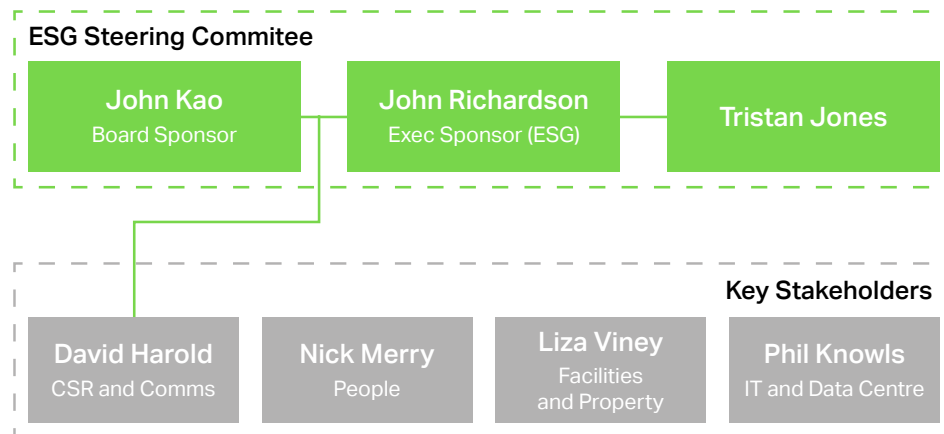 ESG Steering Commitee
John Kao
Board Sponsor
John Richardson
Exec Sponsor (ESG)
Tristan Jones
Key Stakeholders
David Harold
CSR and Comms
Nick Merry
People
Liza Viney
Facilities
and Property
Phil Knowls
IT and Data Centre